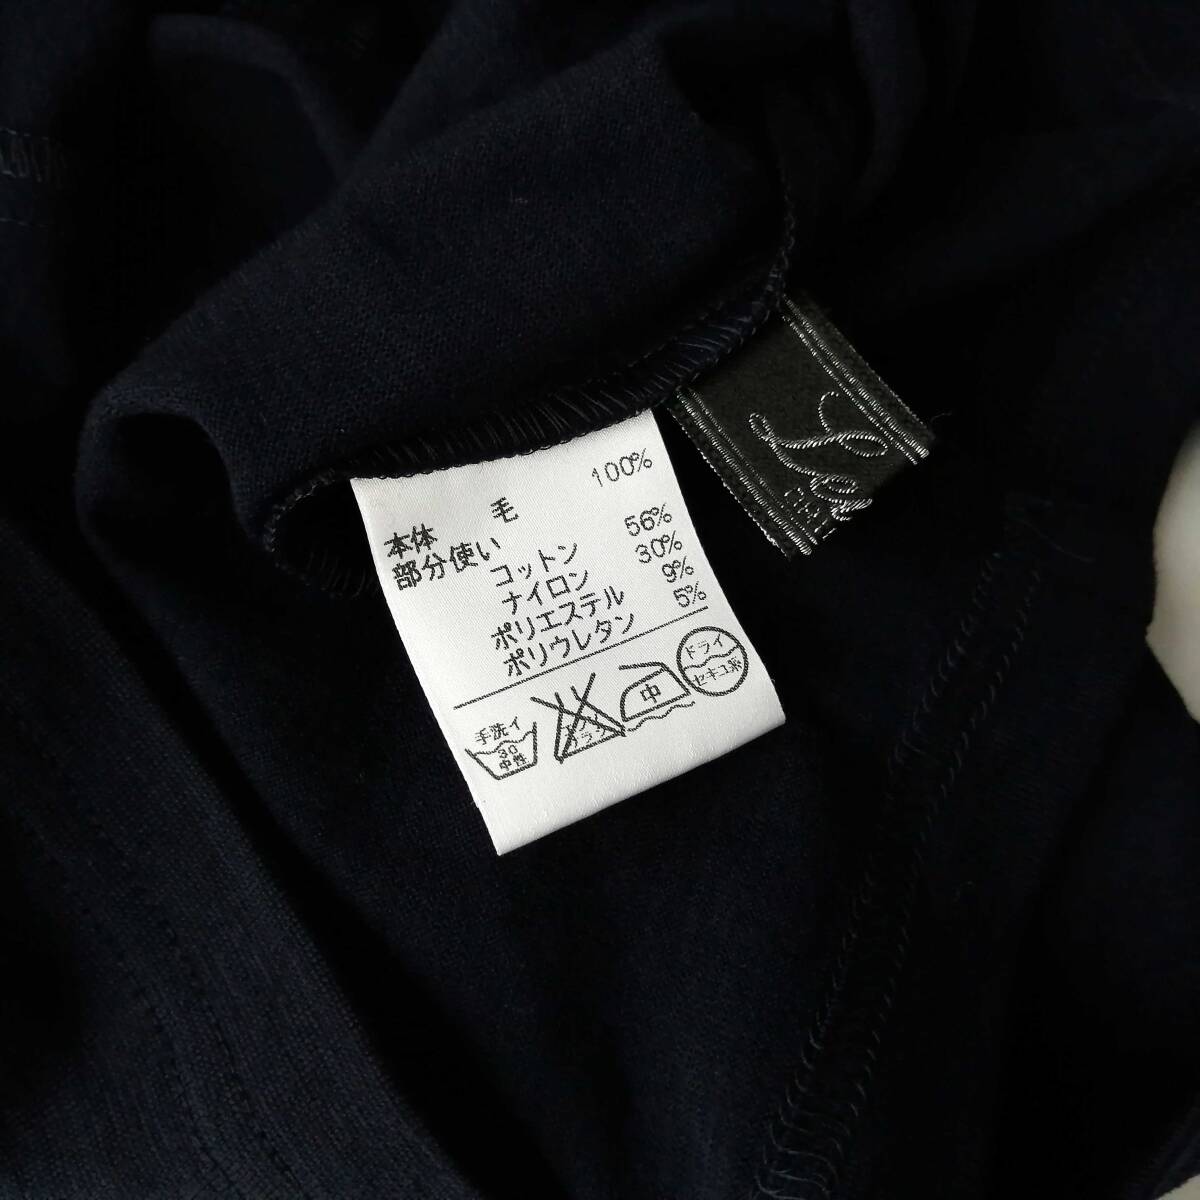 本体 毛 100%
部分使い
コットン 56%
ナイロン 30%
ポリエステル 9%
ポリウレタン 5%
手洗イ
30
中性
中
ドライ
セキユ系